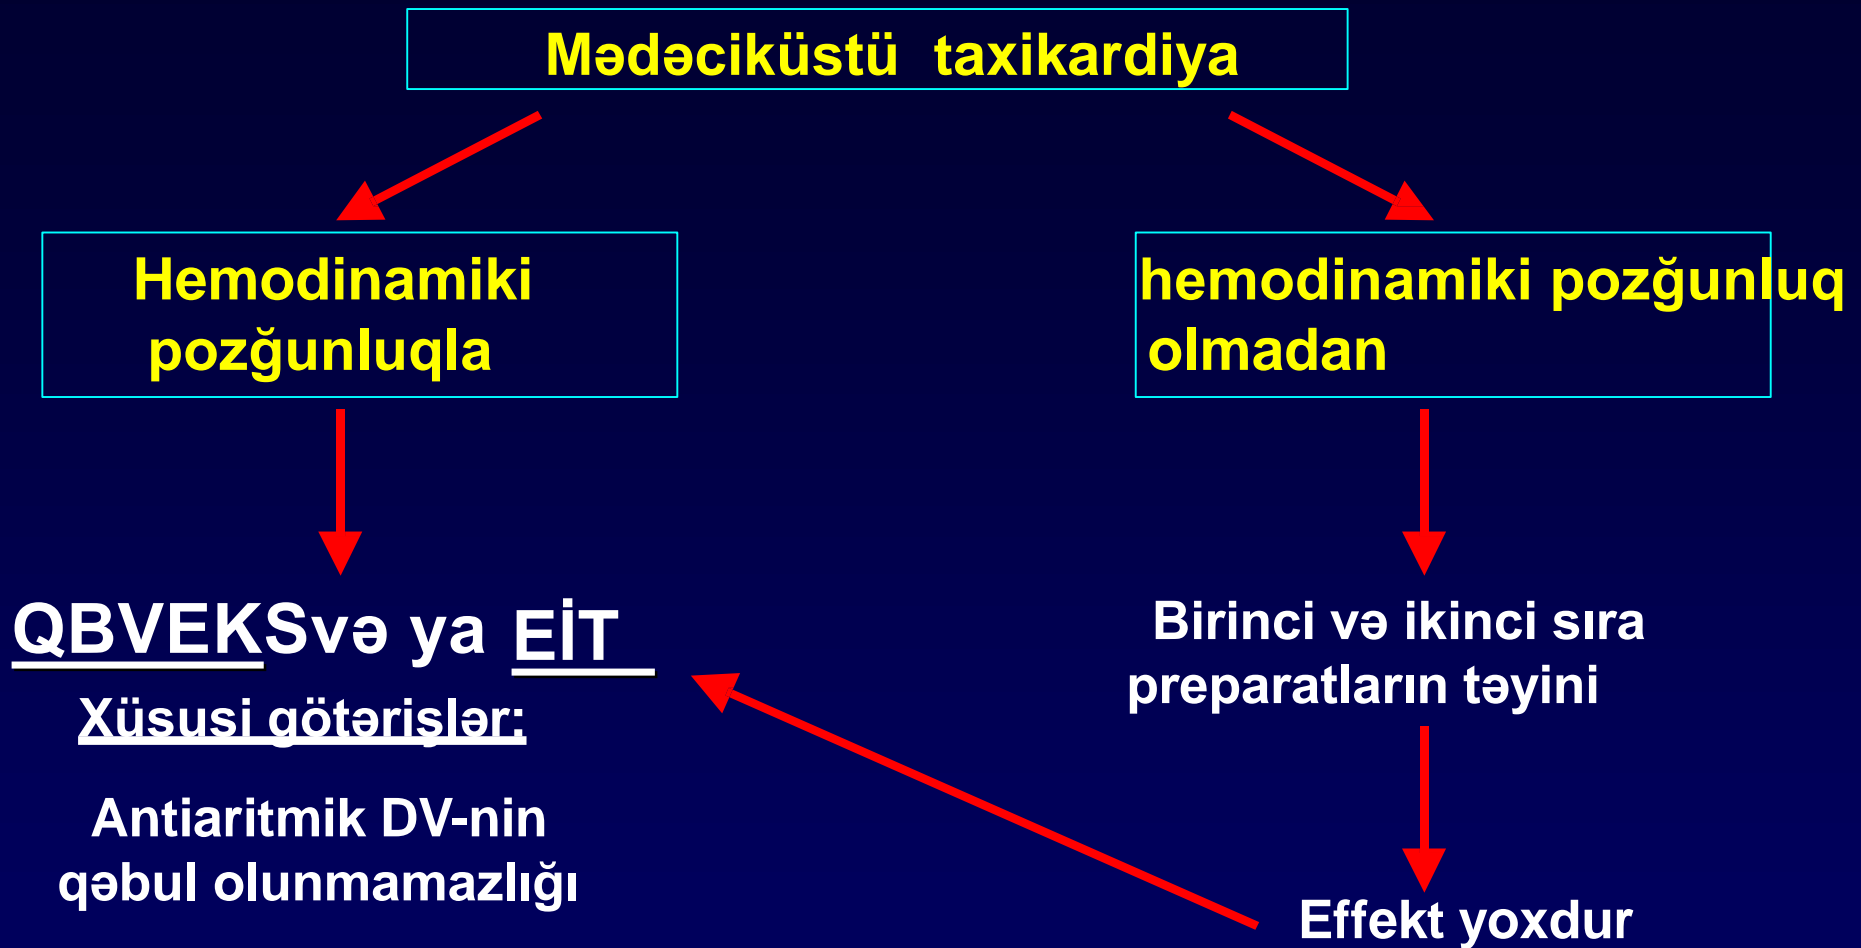 Mədəciküstü taxikardiya
Hemodinamiki
pozğunluqla
hemodinamiki pozğunluq
olmadan
QBVEKSvə ya EİT
Xüsusi götərişlər:
Antiaritmik DV-nin
qəbul olunmamazlığı
Birinci və ikinci sıra
preparatların təyini
Effekt yoxdur